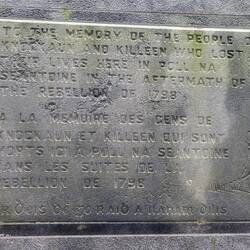 TO THE MEMORY OF THE PEOPLE
KNOCKAUN AND KILLEEN WHO LOST
THEIR LIVES HERE IN POLL NA
SEANTOINE IN THE AFTERMATH OF
THE REBELLION OF 1798
A LA MEMOIRE DES GENS DE
KNOCKAUN ET KILLEEN QUI SONT
MORTS ICI A POLL NA SEANTOINE
DANS LES SUITES DE LA
REBELLION DE 1798